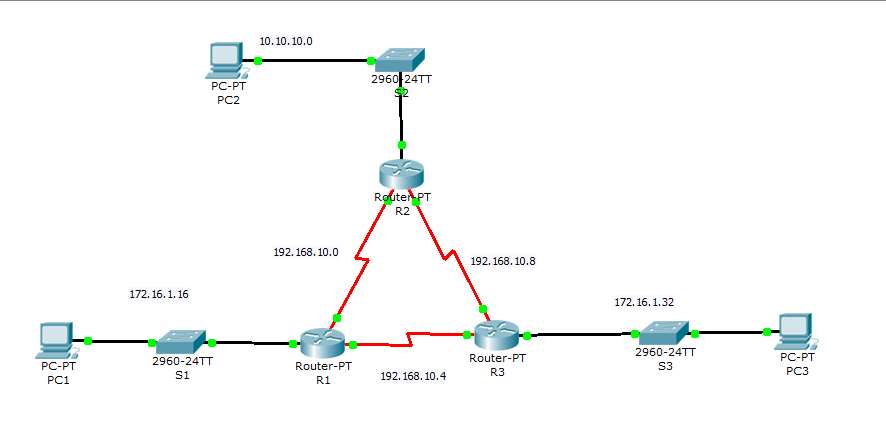 10.10.10.0
PC-PT
PC2
2960-24TT
S2
Router-PT
R2
192.168.10.0
192.168.10.8
172.16.1.16
172.16.1.32
PC-PT
PC1
2960-24TT
S1
Router-PT
R1
192.168.10.4
Router-PT
R3
2960-24TT
S3
PC-PT
PC3